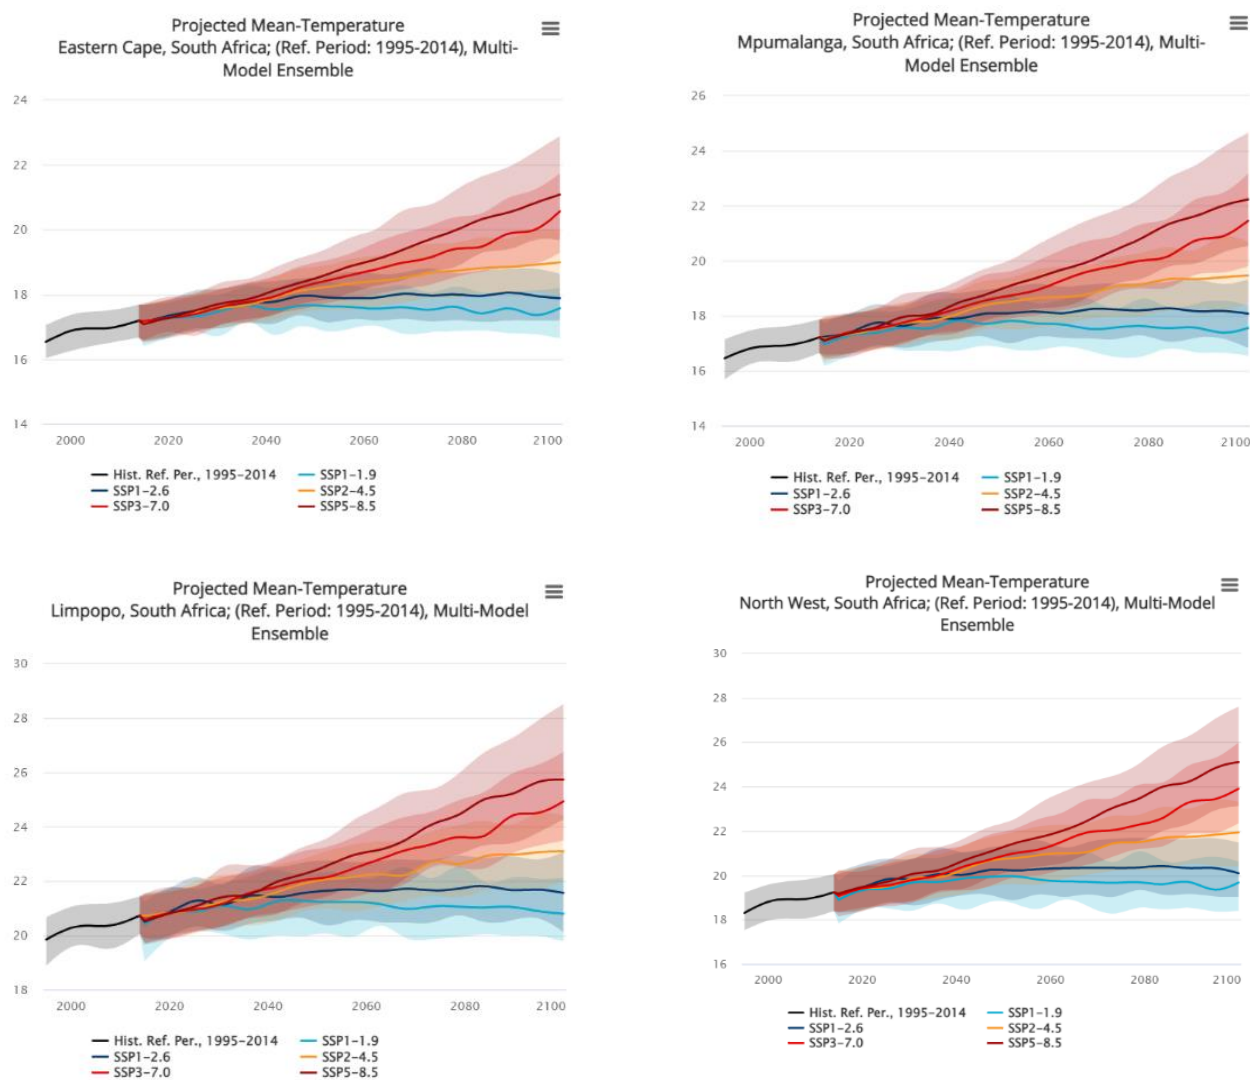 Projected Mean-Temperature
Eastern Cape, South Africa; (Ref. Period: 1995-2014), Multi-
Model Ensemble
24
22
20
18
16
14
2000 2020 2040 2060 2080 2100
Hist. Ref. Per., 1995–2014 SSP1–1.9
SSP1–2.6 SSP2–4.5
SSP3–7.0 SSP5–8.5
Projected Mean-Temperature
Mpumalanga, South Africa; (Ref. Period: 1995-2014), Multi-
Model Ensemble
26
24
22
20
18
16
14
2000 2020 2040 2060 2080 2100
Hist. Ref. Per., 1995–2014 SSP1–1.9
SSP1–2.6 SSP2–4.5
SSP3–7.0 SSP5–8.5
Projected Mean-Temperature
Limpopo, South Africa; (Ref. Period: 1995-2014), Multi-Model
Ensemble
30
28
26
24
22
20
18
2000 2020 2040 2060 2080 2100
Hist. Ref. Per., 1995–2014 SSP1–1.9
SSP1–2.6 SSP2–4.5
SSP3–7.0 SSP5–8.5
Projected Mean-Temperature
North West, South Africa; (Ref. Period: 1995-2014), Multi-Model
Ensemble
30
28
26
24
22
20
18
16
2000 2020 2040 2060 2080 2100
Hist. Ref. Per., 1995–2014 SSP1–1.9
SSP1–2.6 SSP2–4.5
SSP3–7.0 SSP5–8.5